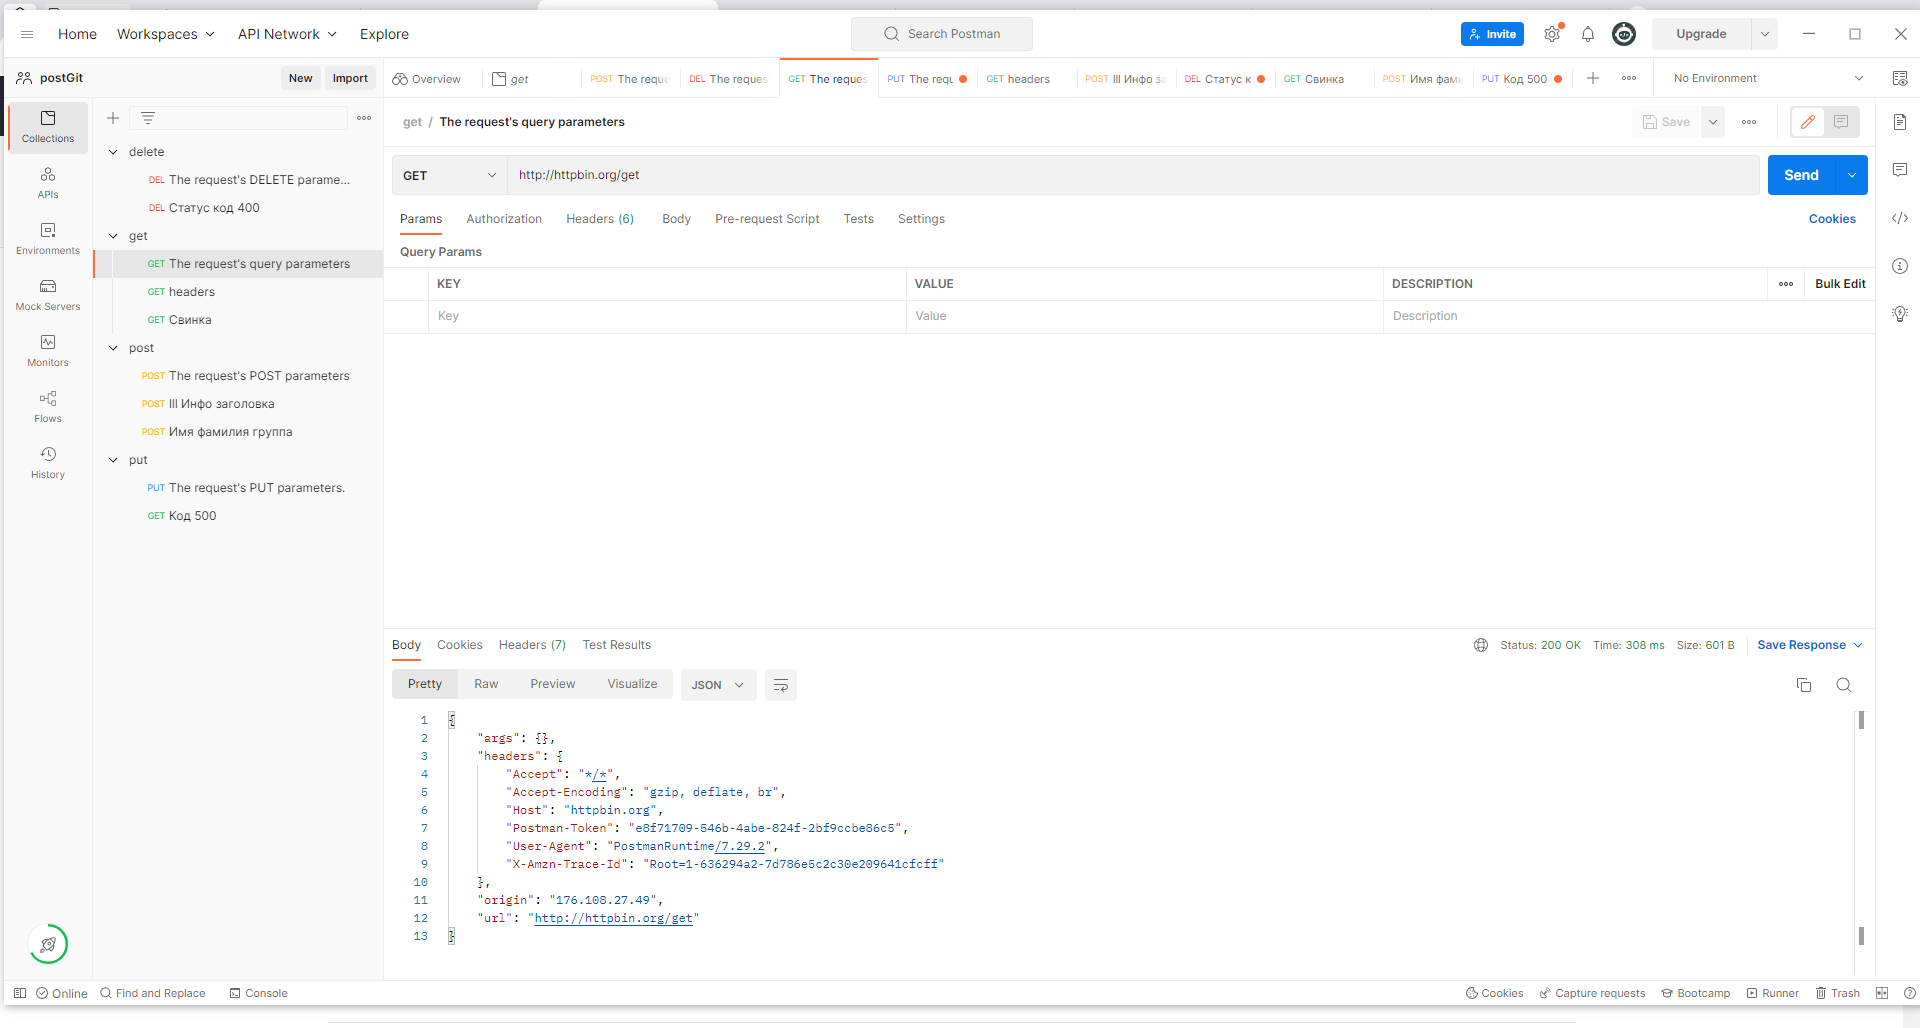 Home Workspaces API Network Explore Search Postman Invite Upgrade
postGit New Import Overview get POST The reque DEL The reques GET The reques PUT The requ GET headers POST III Инфо за DEL Статус к GET Свинка POST Имя фами PUT Код 500 No Environment
Collections
APIs
Environments
Mock Servers
Monitors
Flows
History
delete
DEL The request's DELETE parame...
DEL Статус код 400
get
GET The request's query parameters
GET headers
GET Свинка
post
POST The request's POST parameters
POST III Инфо заголовка
POST Имя фамилия группа
put
PUT The request's PUT parameters.
GET Код 500
get / The request's query parameters Save
GET http://httpbin.org/get Send
Params Authorization Headers (6) Body Pre-request Script Tests Settings Cookies
Query Params
KEY VALUE DESCRIPTION Bulk Edit
Key Value Description
Body Cookies Headers (7) Test Results Status: 200 OK Time: 308 ms Size: 601 B Save Response
Pretty Raw Preview Visualize JSON
1 {
2 "args": {},
3 "headers": {
4 "Accept": "*/*",
5 "Accept-Encoding": "gzip, deflate, br",
6 "Host": "httpbin.org",
7 "Postman-Token": "e8f71709-546b-4abe-824f-2bf9ccbe86c5",
8 "User-Agent": "PostmanRuntime/7.29.2",
9 "X-Amzn-Trace-Id": "Root=1-636294a2-7d786e5c2c30e209641cfcff"
10 },
11 "origin": "176.108.27.49",
12 "url": "http://httpbin.org/get"
13 }
Online Find and Replace Console Cookies Capture requests Bootcamp Runner Trash